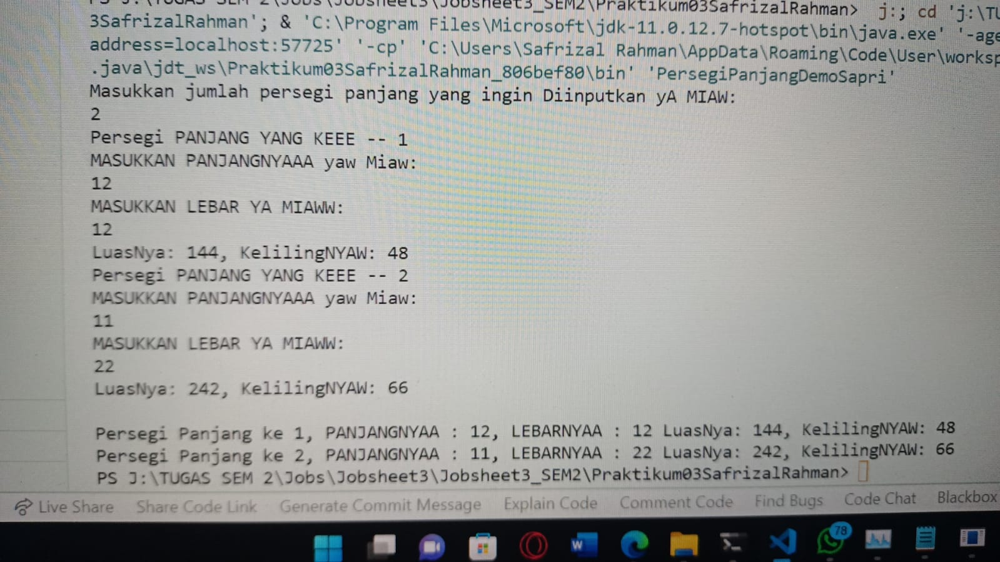 PS J:\TUGAS SEM 2\Jobs\Jobsheet3\Jobsheet3_SEM2\Praktikum03SafrizalRahman> j:; cd 'j:\TU
3SafrizalRahman'; & 'C:\Program Files\Microsoft\jdk-11.0.12.7-hotspot\bin\java.exe' '-age
address=localhost:57725' '-cp' 'C:\Users\Safrizal Rahman\AppData\Roaming\Code\User\worksp
.java\jdt_ws\Praktikum03SafrizalRahman_806bef80\bin' 'PersegiPanjangDemoSapri'
Masukkan jumlah persegi panjang yang ingin Diinputkan yA MIAW:
2
Persegi PANJANG YANG KEEE -- 1
MASUKKAN PANJANGNYAAA yaw Miaw:
12
MASUKKAN LEBAR YA MIAWW:
12
LuasNya: 144, KelilingNYAW: 48
Persegi PANJANG YANG KEEE -- 2
MASUKKAN PANJANGNYAAA yaw Miaw:
11
MASUKKAN LEBAR YA MIAWW:
22
LuasNya: 242, KelilingNYAW: 66
Persegi Panjang ke 1, PANJANGNYAA : 12, LEBARNYAA : 12 LuasNya: 144, KelilingNYAW: 48
Persegi Panjang ke 2, PANJANGNYAA : 11, LEBARNYAA : 22 LuasNya: 242, KelilingNYAW: 66
PS J:\TUGAS SEM 2\Jobs\Jobsheet3\Jobsheet3_SEM2\Praktikum03SafrizalRahman>
Live Share Share Code Link Generate Commit Message Explain Code Comment Code Find Bugs Code Chat Blackbox
W 78